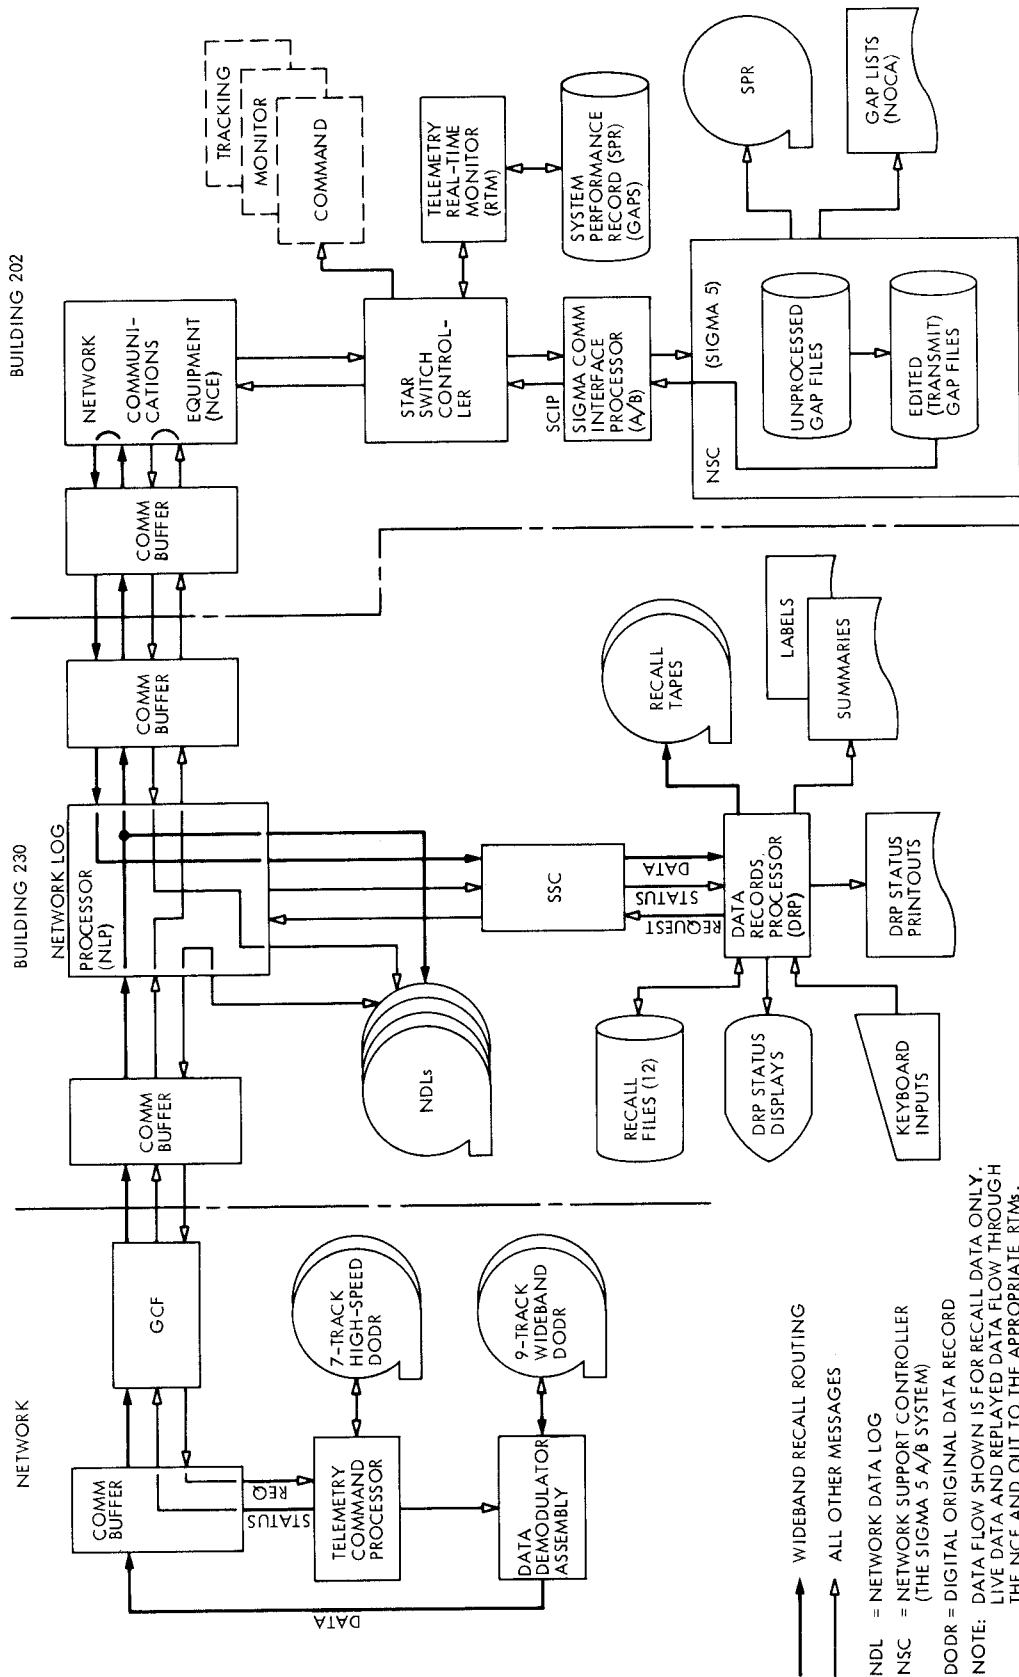 NETWORK
COMM
BUFFER
GCF
REQ
STATUS
DATA
TELEMETRY
COMMAND
PROCESSOR
7-TRACK
HIGH-SPEED
DODR
DATA
DEMODULATOR
ASSEMBLY
9-TRACK
WIDEBAND
DODR
BUILDING 230
COMM
BUFFER
NETWORK LOG
PROCESSOR
(NLP)
COMM
BUFFER
NDLs
SSC
REQUEST
STATUS
DATA
DATA
RECORDS
PROCESSOR
(DRP)
RECALL
FILES (12)
DRP STATUS
DISPLAYS
KEYBOARD
INPUTS
RECALL
TAPES
LABELS
SUMMARIES
DRP STATUS
PRINTOUTS
BUILDING 202
COMM
BUFFER
NETWORK
COMMUNI-
CATIONS
EQUIPMENT
(NCE)
TRACKING
MONITOR
COMMAND
STAR
SWITCH
CONTROL-
LER
TELEMETRY
REAL-TIME
MONITOR
(RTM)
SCIP
SIGMA COMM
INTERFACE
PROCESSOR
(A/B)
SYSTEM
PERFORMANCE
RECORD (SPR)
(GAPS)
NSC
(SIGMA 5)
UNPROCESSED
GAP FILES
EDITED
(TRANSMIT)
GAP FILES
SPR
GAP LISTS
(NOCA)
WIDEBAND RECALL ROUTING
ALL OTHER MESSAGES
NDL = NETWORK DATA LOG
NSC = NETWORK SUPPORT CONTROLLER
(THE SIGMA 5 A/B SYSTEM)
DODR = DIGITAL ORIGINAL DATA RECORD
NOTE: DATA FLOW SHOWN IS FOR RECALL DATA ONLY.
LIVE DATA AND REPLAYED DATA FLOW THROUGH
THE NCE AND OUT TO THE APPROPRIATE RTMs.